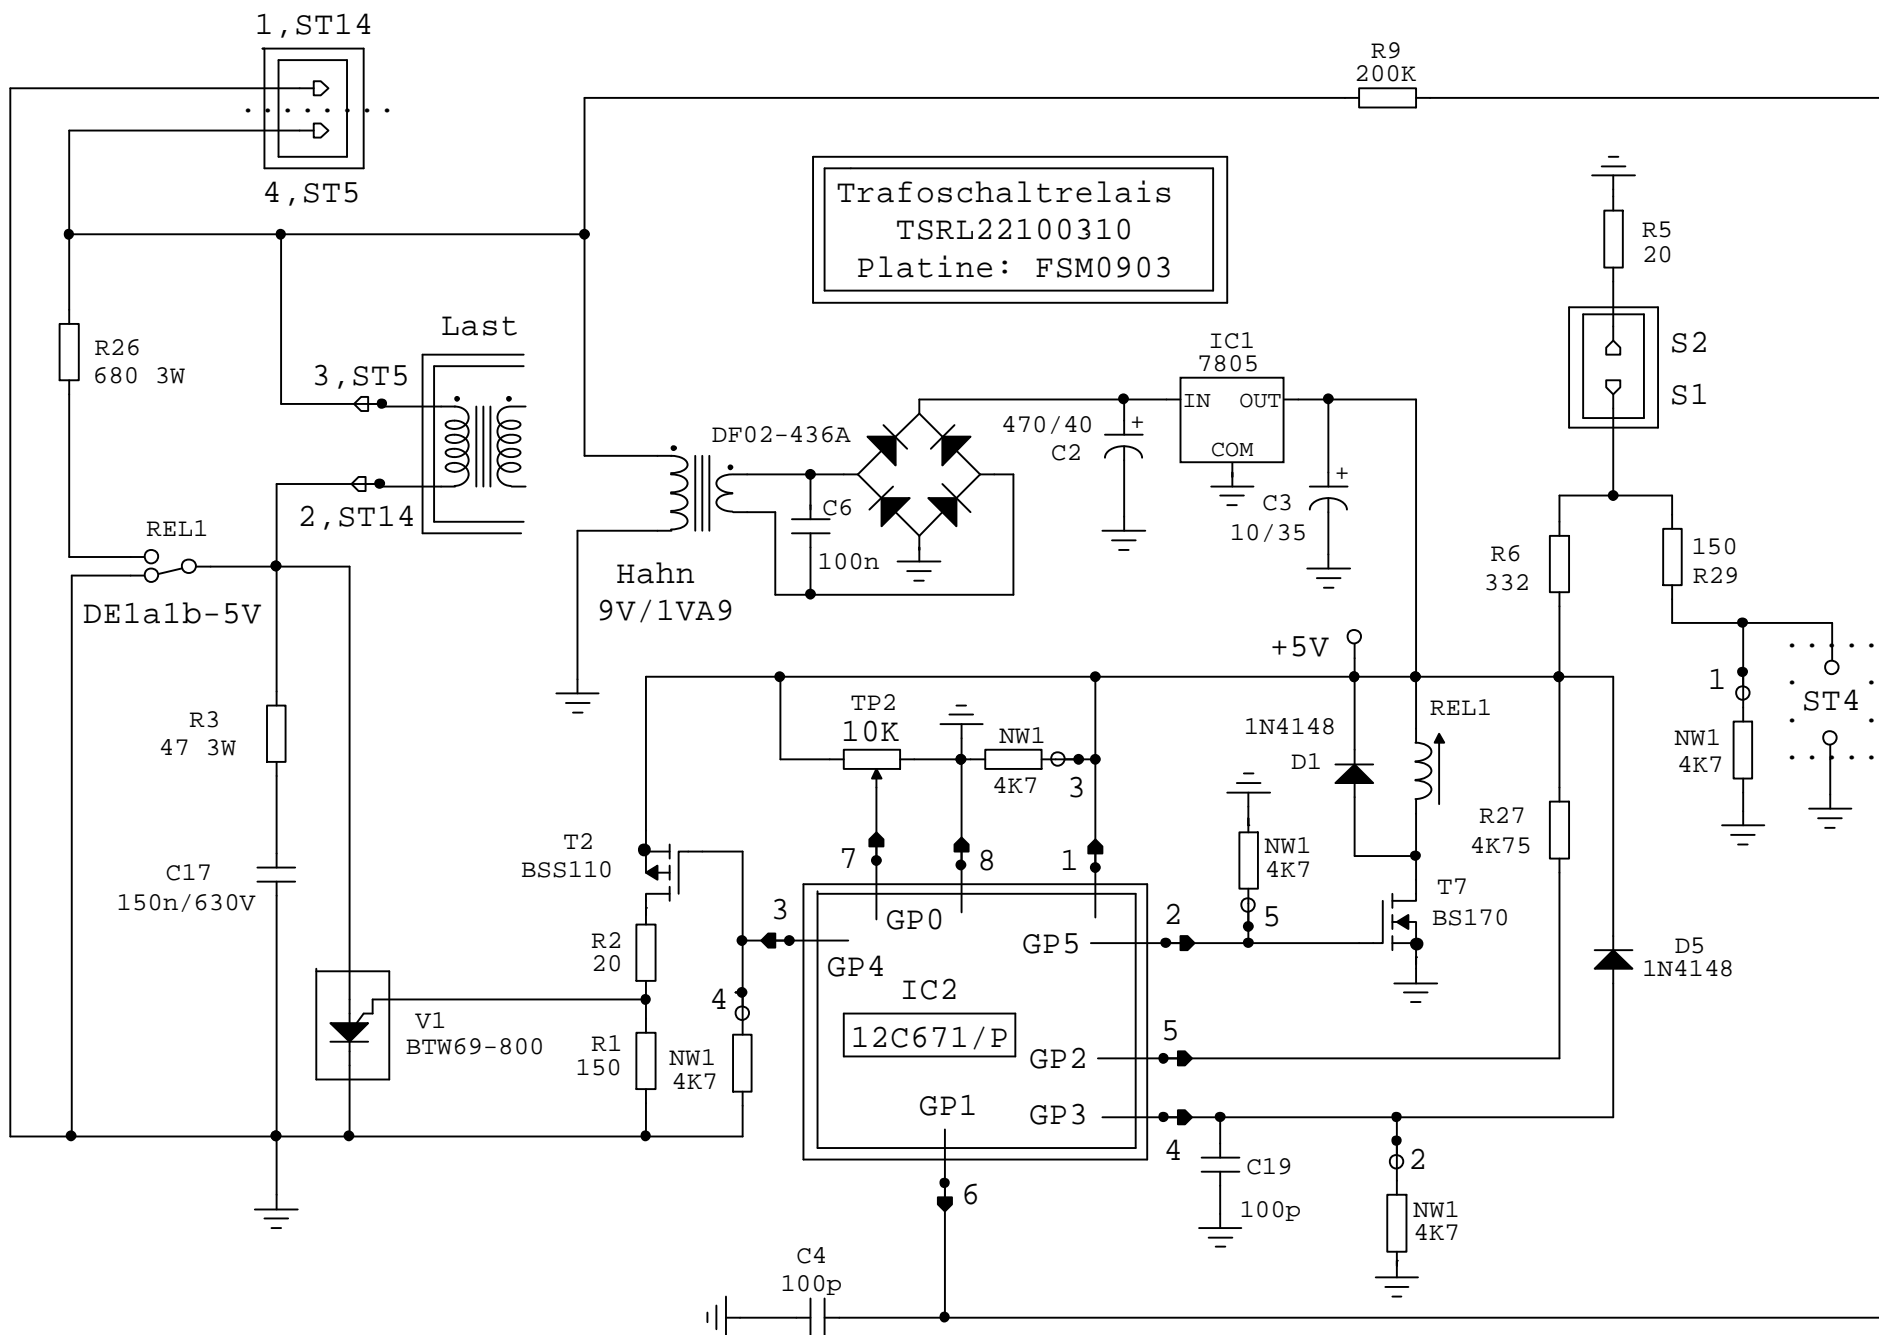 1,ST14
4,ST5
R9
200K
Trafoschaltrelais
TSRL22100310
Platine: FSM0903
R5
20
S2
S1
R26
680 3W
Last
3,ST5
2,ST14
REL1
DE1a1b-5V
DF02-436A
C6
100n
Hahn
9V/1VA9
470/40
C2
+
IC1
7805
IN OUT
COM
+
C3
10/35
R6
332
150
R29
+5V
1
ST4
NW1
4K7
R3
47 3W
TP2
10K
NW1
4K7
3
1N4148
D1
REL1
C17
150n/630V
T2
BSS110
7
8
1
NW1
4K7
5
R27
4K75
T7
BS170
3
GP0
GP4
GP5
2
R2
20
D5
1N4148
4
IC2
12C671/P
V1
BTW69-800
R1
150
NW1
4K7
GP2
5
GP1
GP3
4
6
C19
100p
2
NW1
4K7
C4
100p